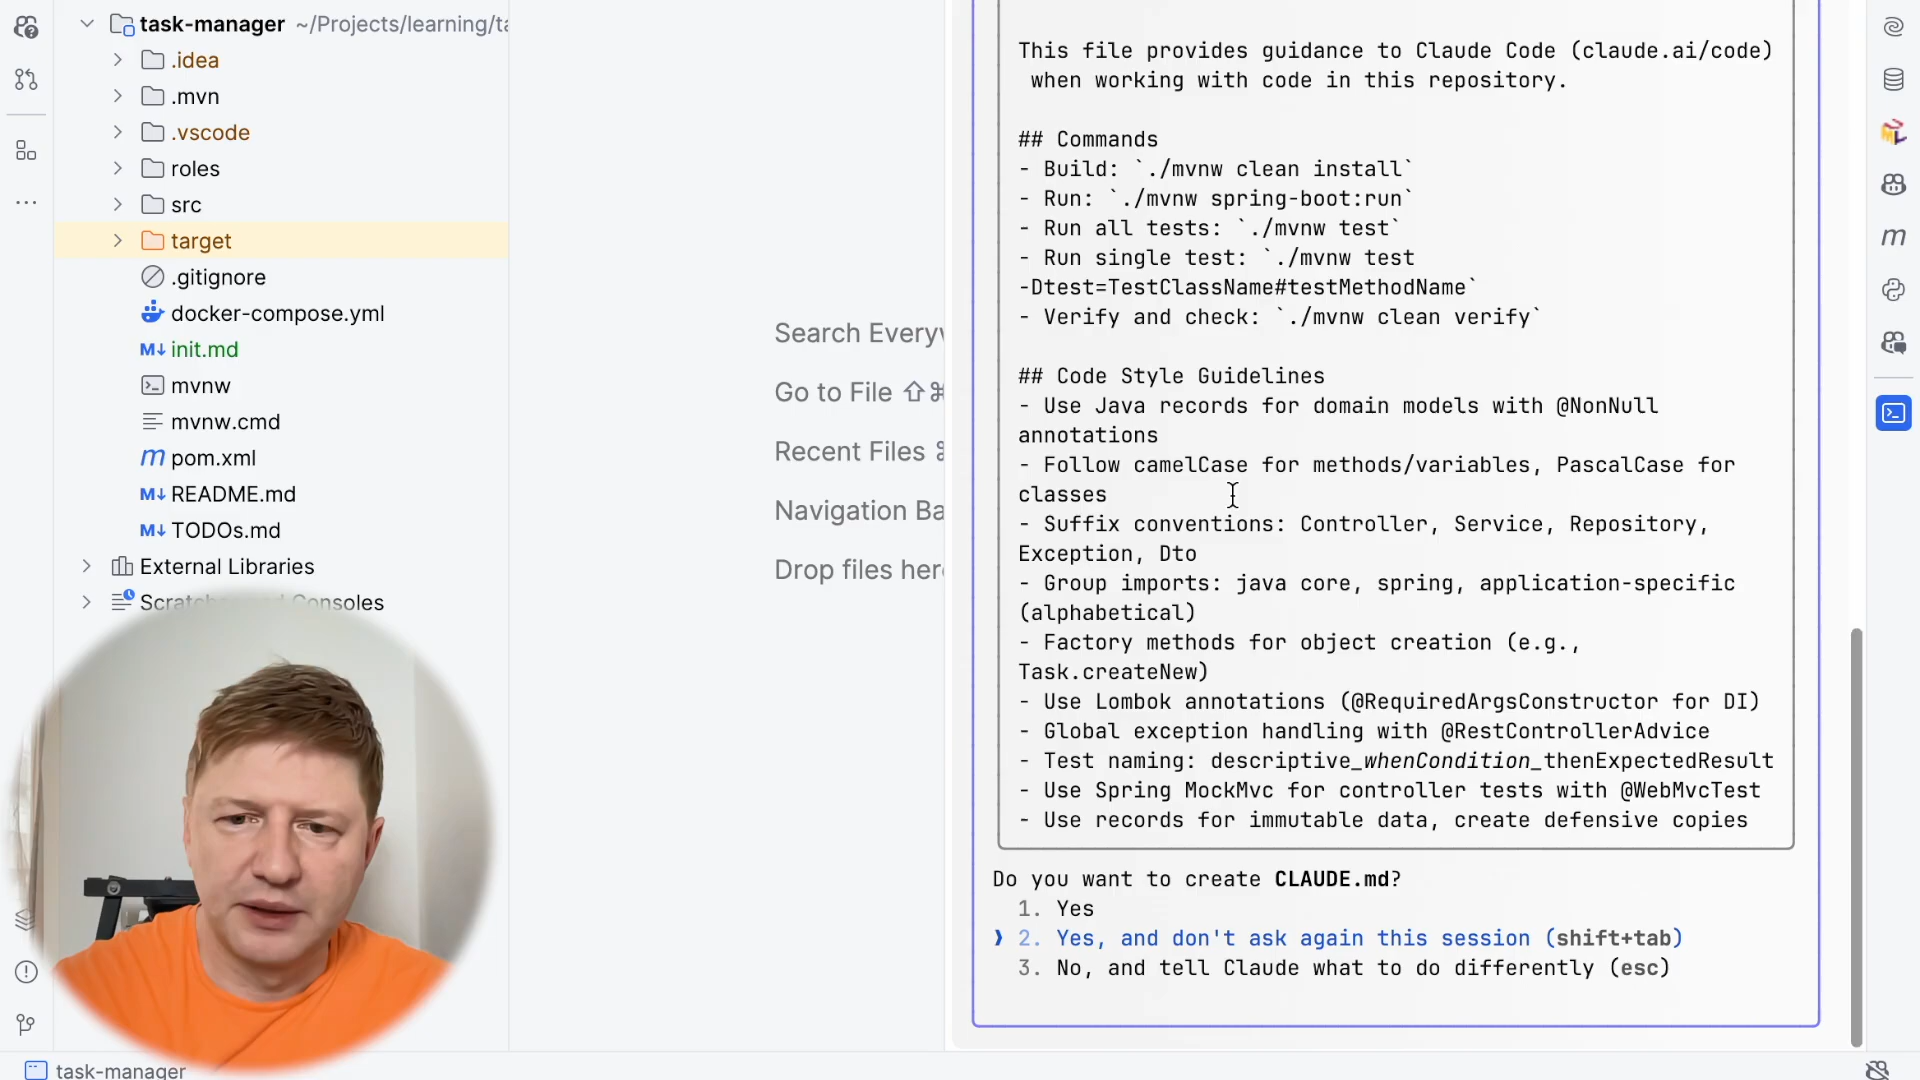 task-manager ~/Projects/learning/ta
.idea
.mvn
.vscode
roles
src
target
.gitignore
docker-compose.yml
M↓ init.md
mvnw
mvnw.cmd
m pom.xml
M↓ README.md
M↓ TODOs.md
External Libraries
Scratches and Consoles
task-manager
Search Everyw
Go to File ⇧⌘
Recent Files
Navigation Ba
Drop files here
This file provides guidance to Claude Code (claude.ai/code)
when working with code in this repository.
## Commands
- Build: `./mvnw clean install`
- Run: `./mvnw spring-boot:run`
- Run all tests: `./mvnw test`
- Run single test: `./mvnw test
-Dtest=TestClassName#testMethodName`
- Verify and check: `./mvnw clean verify`
## Code Style Guidelines
- Use Java records for domain models with @NonNull
annotations
- Follow camelCase for methods/variables, PascalCase for
classes
- Suffix conventions: Controller, Service, Repository,
Exception, Dto
- Group imports: java core, spring, application-specific
(alphabetical)
- Factory methods for object creation (e.g.,
Task.createNew)
- Use Lombok annotations (@RequiredArgsConstructor for DI)
- Global exception handling with @RestControllerAdvice
- Test naming: descriptive_whenCondition_thenExpectedResult
- Use Spring MockMvc for controller tests with @WebMvcTest
- Use records for immutable data, create defensive copies
Do you want to create CLAUDE.md?
1. Yes
❯ 2. Yes, and don't ask again this session (shift+tab)
3. No, and tell Claude what to do differently (esc)
m